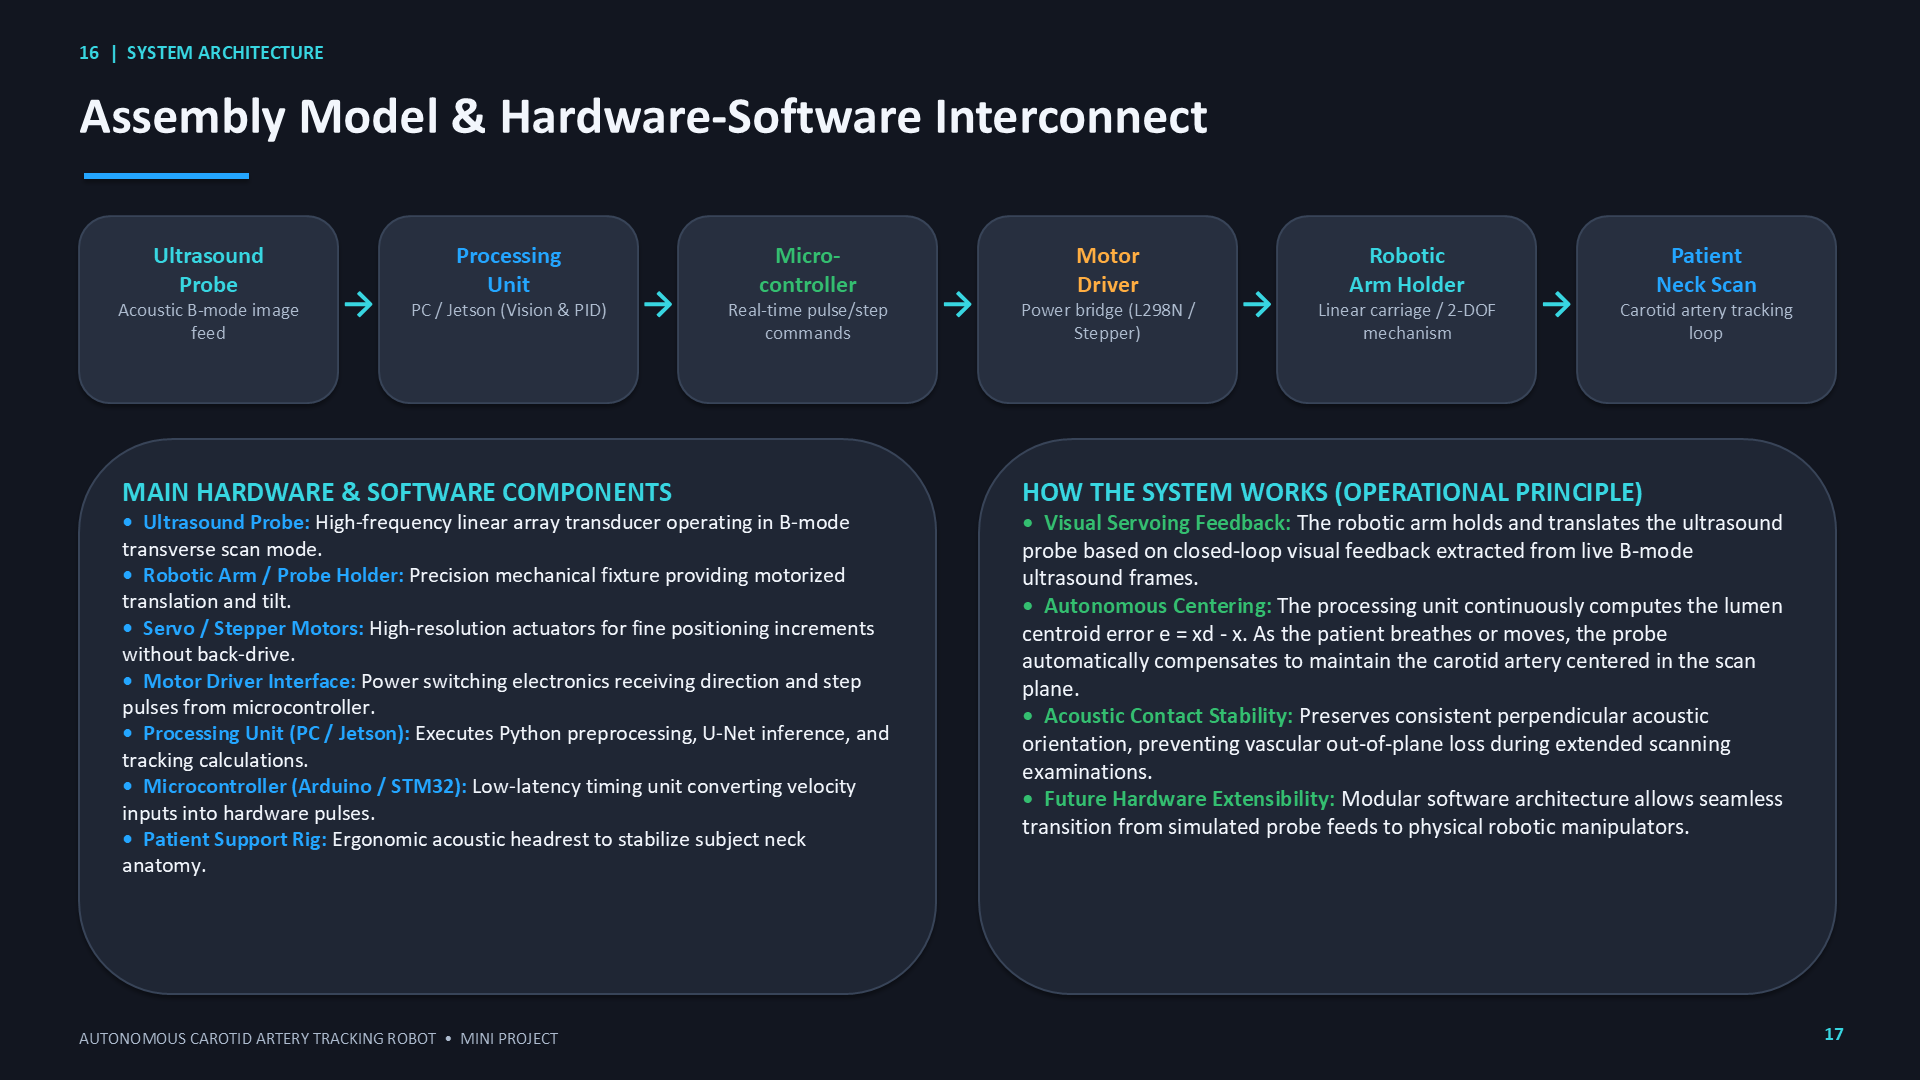 16 | SYSTEM ARCHITECTURE
Assembly Model & Hardware-Software Interconnect
Ultrasound
Probe
Acoustic B-mode image
feed
→
Processing
Unit
PC / Jetson (Vision & PID)
→
Micro-
controller
Real-time pulse/step
commands
→
Motor
Driver
Power bridge (L298N /
Stepper)
→
Robotic
Arm Holder
Linear carriage / 2-DOF
mechanism
→
Patient
Neck Scan
Carotid artery tracking
loop
MAIN HARDWARE & SOFTWARE COMPONENTS
• Ultrasound Probe: High-frequency linear array transducer operating in B-mode
transverse scan mode.
• Robotic Arm / Probe Holder: Precision mechanical fixture providing motorized
translation and tilt.
• Servo / Stepper Motors: High-resolution actuators for fine positioning increments
without back-drive.
• Motor Driver Interface: Power switching electronics receiving direction and step
pulses from microcontroller.
• Processing Unit (PC / Jetson): Executes Python preprocessing, U-Net inference, and
tracking calculations.
• Microcontroller (Arduino / STM32): Low-latency timing unit converting velocity
inputs into hardware pulses.
• Patient Support Rig: Ergonomic acoustic headrest to stabilize subject neck
anatomy.
HOW THE SYSTEM WORKS (OPERATIONAL PRINCIPLE)
• Visual Servoing Feedback: The robotic arm holds and translates the ultrasound
probe based on closed-loop visual feedback extracted from live B-mode
ultrasound frames.
• Autonomous Centering: The processing unit continuously computes the lumen
centroid error e = xd - x. As the patient breathes or moves, the probe
automatically compensates to maintain the carotid artery centered in the scan
plane.
• Acoustic Contact Stability: Preserves consistent perpendicular acoustic
orientation, preventing vascular out-of-plane loss during extended scanning
examinations.
• Future Hardware Extensibility: Modular software architecture allows seamless
transition from simulated probe feeds to physical robotic manipulators.
AUTONOMOUS CAROTID ARTERY TRACKING ROBOT • MINI PROJECT
17